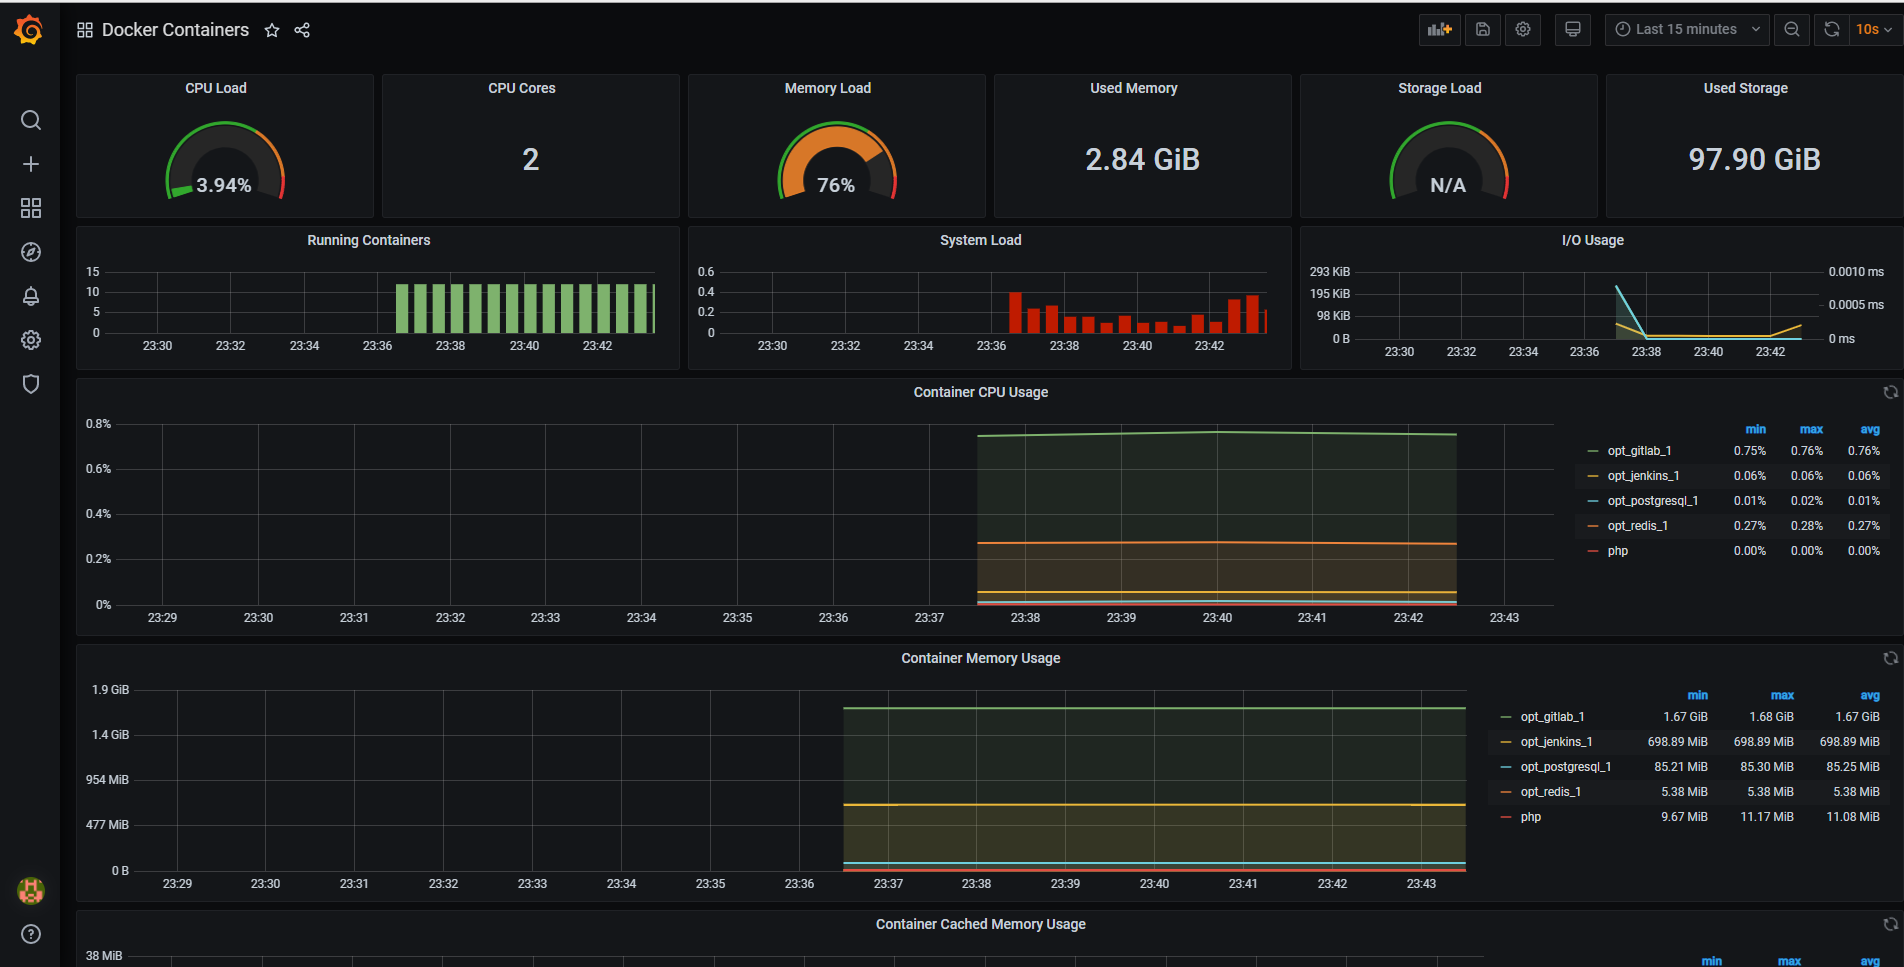 Docker Containers
Last 15 minutes
10s
CPU Load
3.94%
CPU Cores
2
Memory Load
76%
Used Memory
2.84 GiB
Storage Load
N/A
Used Storage
97.90 GiB
Running Containers
15
10
5
0
23:30 23:32 23:34 23:36 23:38 23:40 23:42
System Load
0.6
0.4
0.2
0
23:30 23:32 23:34 23:36 23:38 23:40 23:42
I/O Usage
293 KiB 0.0010 ms
195 KiB 0.0005 ms
98 KiB
0 B 0 ms
23:30 23:32 23:34 23:36 23:38 23:40 23:42
Container CPU Usage
0.8%
0.6%
0.4%
0.2%
0%
23:29 23:30 23:31 23:32 23:33 23:34 23:35 23:36 23:37 23:38 23:39 23:40 23:41 23:42 23:43
min max avg
opt_gitlab_1 0.75% 0.76% 0.76%
opt_jenkins_1 0.06% 0.06% 0.06%
opt_postgresql_1 0.01% 0.02% 0.01%
opt_redis_1 0.27% 0.28% 0.27%
php 0.00% 0.00% 0.00%
Container Memory Usage
1.9 GiB
1.4 GiB
954 MiB
477 MiB
0 B
23:29 23:30 23:31 23:32 23:33 23:34 23:35 23:36 23:37 23:38 23:39 23:40 23:41 23:42 23:43
min max avg
opt_gitlab_1 1.67 GiB 1.68 GiB 1.67 GiB
opt_jenkins_1 698.89 MiB 698.89 MiB 698.89 MiB
opt_postgresql_1 85.21 MiB 85.30 MiB 85.25 MiB
opt_redis_1 5.38 MiB 5.38 MiB 5.38 MiB
php 9.67 MiB 11.17 MiB 11.08 MiB
Container Cached Memory Usage
38 MiB
min max avg